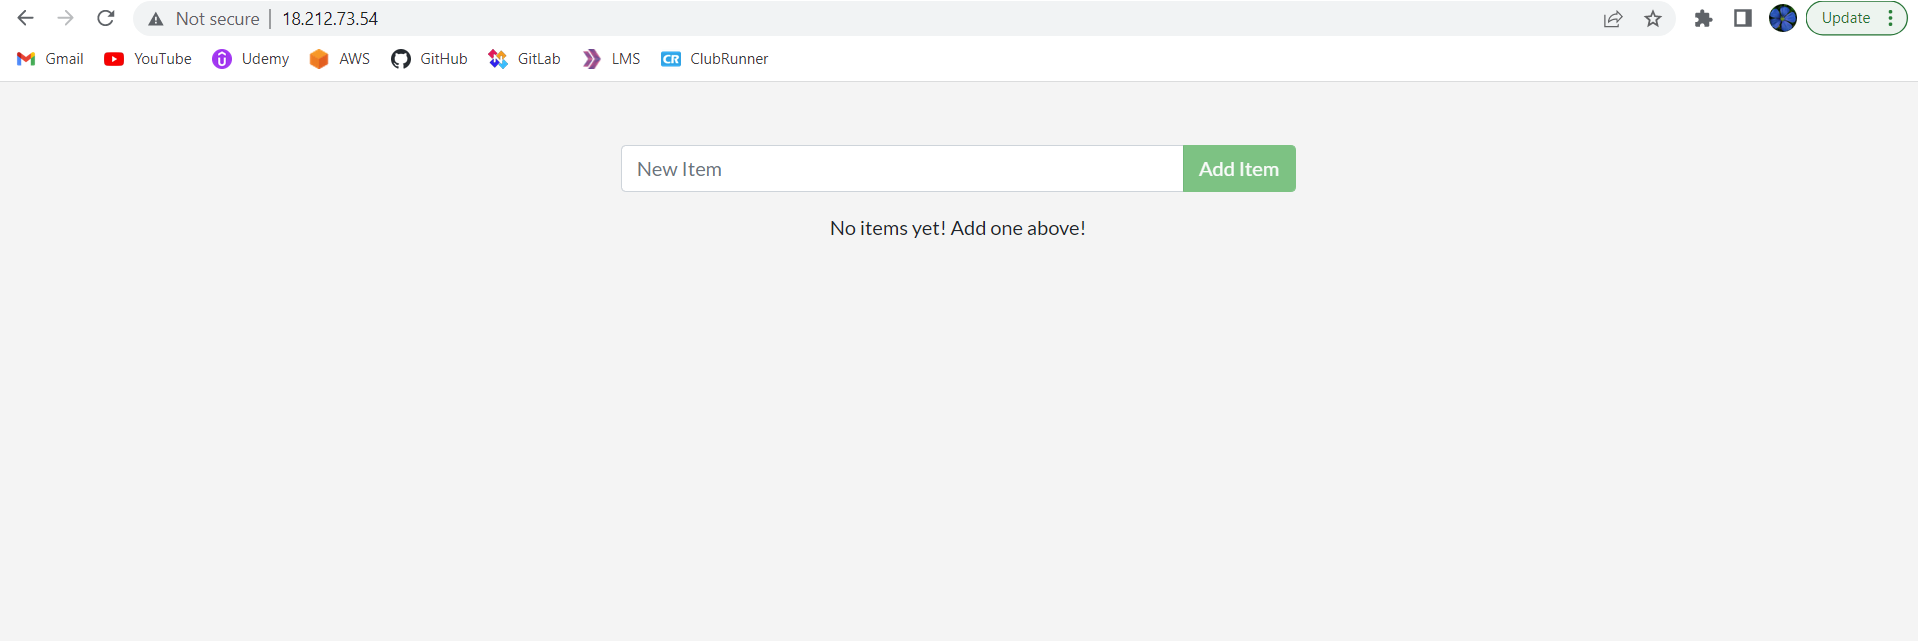 Not secure | 18.212.73.54 Update
Gmail YouTube Udemy AWS GitHub GitLab LMS CR ClubRunner
New Item Add Item
No items yet! Add one above!